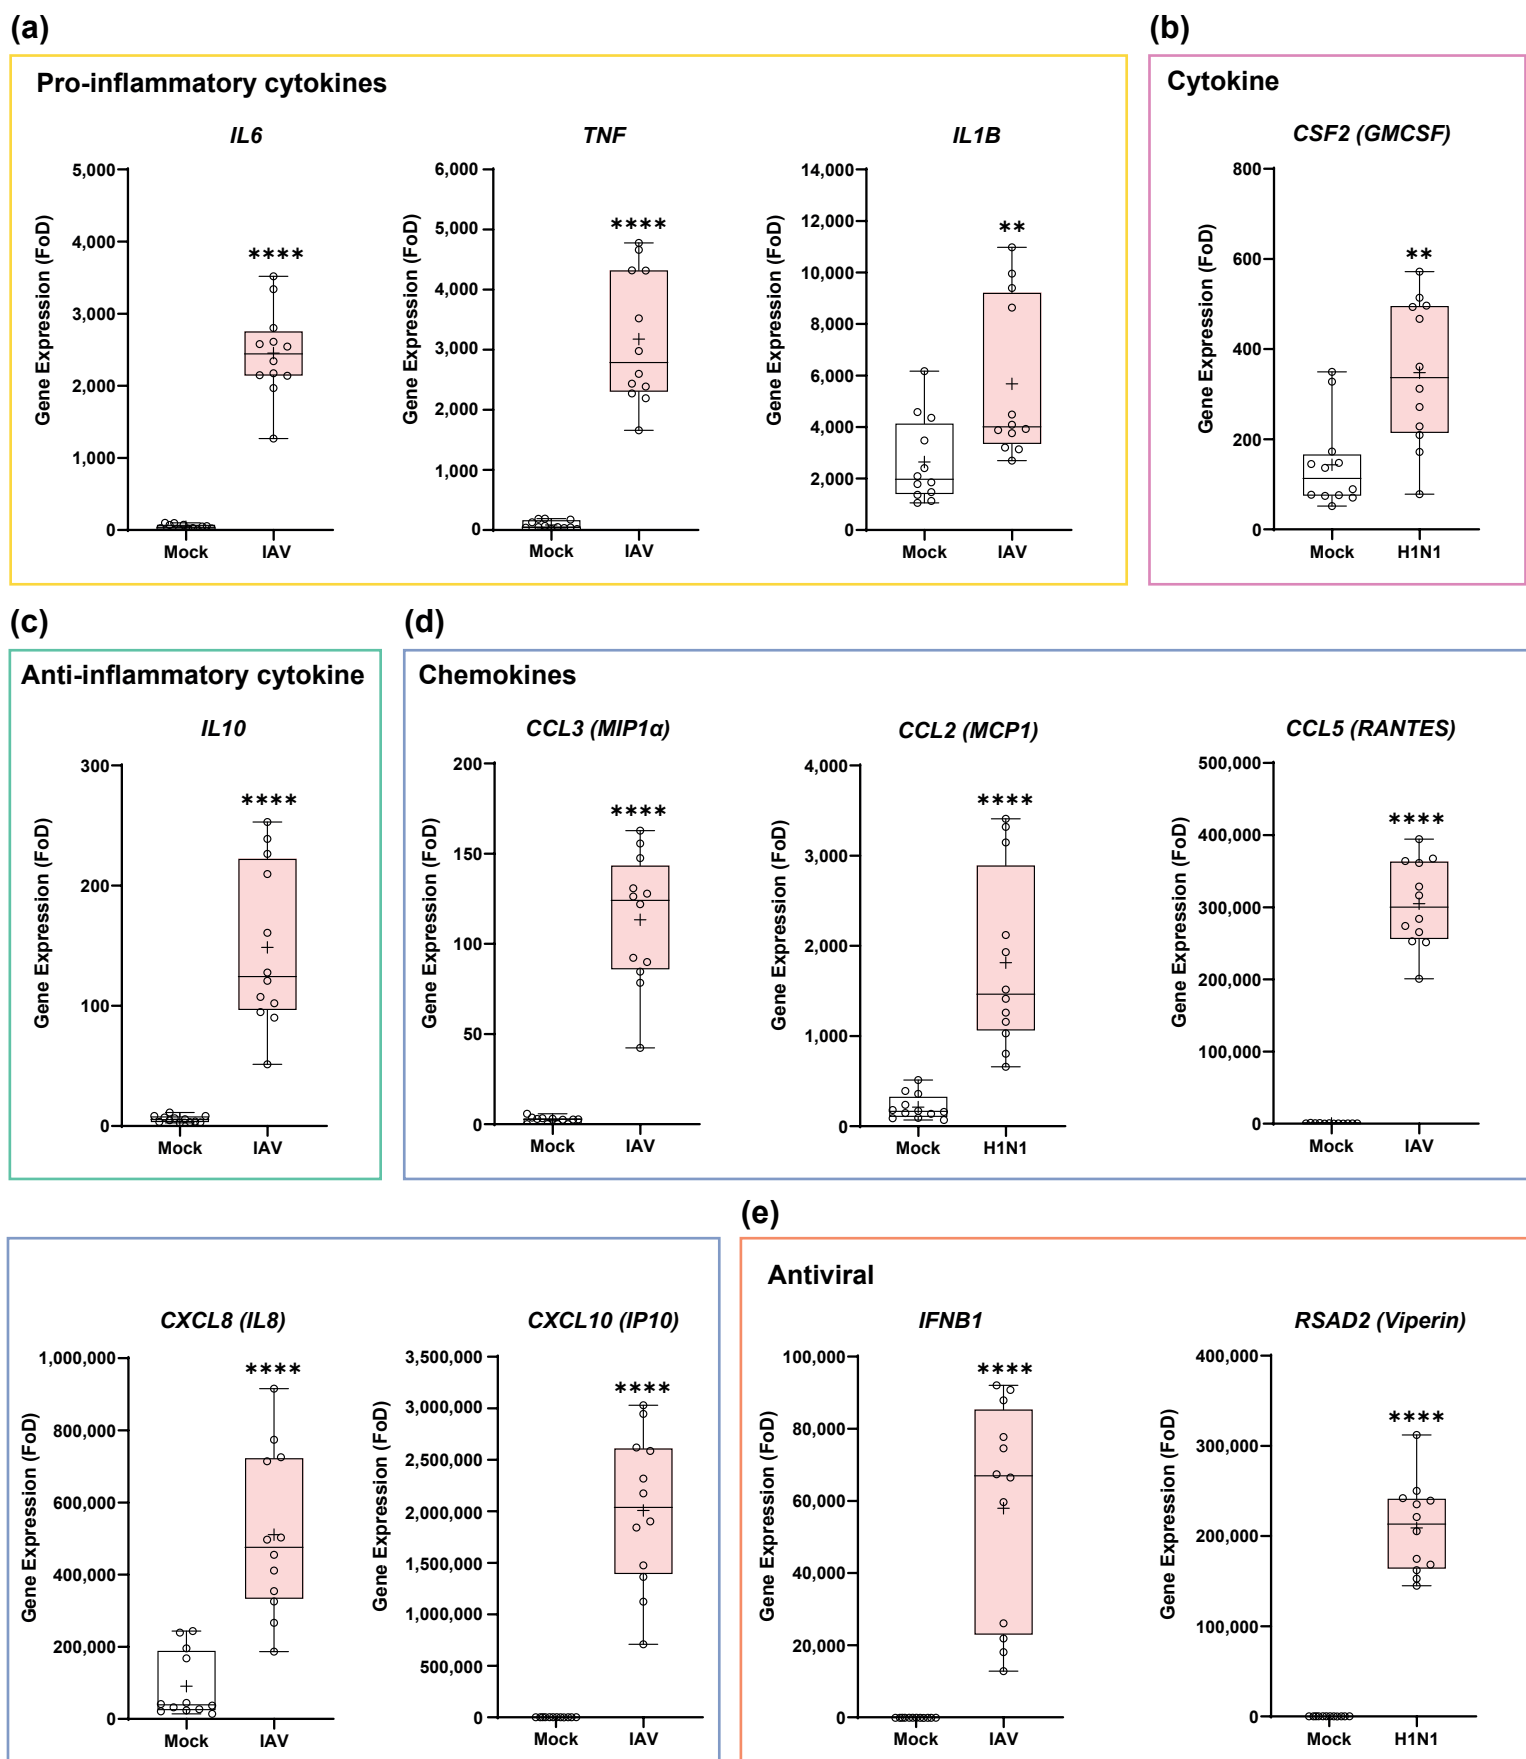 (a)
Pro-inflammatory cytokines
IL6
Gene Expression (FoD)
5,000
4,000
3,000
2,000
1,000
0
****
Mock
IAV
TNF
Gene Expression (FoD)
6,000
5,000
4,000
3,000
2,000
1,000
0
****
Mock
IAV
IL1B
Gene Expression (FoD)
14,000
12,000
10,000
8,000
6,000
4,000
2,000
0
**
Mock
IAV
(b)
Cytokine
CSF2 (GMCSF)
Gene Expression (FoD)
800
600
400
200
0
**
Mock
H1N1
(c)
Anti-inflammatory cytokine
IL10
Gene Expression (FoD)
300
200
100
0
****
Mock
IAV
(d)
Chemokines
CCL3 (MIP1α)
Gene Expression (FoD)
200
150
100
50
0
****
Mock
IAV
CCL2 (MCP1)
Gene Expression (FoD)
4,000
3,000
2,000
1,000
0
****
Mock
H1N1
CCL5 (RANTES)
Gene Expression (FoD)
500,000
400,000
300,000
200,000
100,000
0
****
Mock
IAV
CXCL8 (IL8)
Gene Expression (FoD)
1,000,000
800,000
600,000
400,000
200,000
0
****
Mock
IAV
CXCL10 (IP10)
Gene Expression (FoD)
3,500,000
3,000,000
2,500,000
2,000,000
1,500,000
1,000,000
500,000
0
****
Mock
IAV
(e)
Antiviral
IFNB1
Gene Expression (FoD)
100,000
80,000
60,000
40,000
20,000
0
****
Mock
IAV
RSAD2 (Viperin)
Gene Expression (FoD)
400,000
300,000
200,000
100,000
0
****
Mock
H1N1